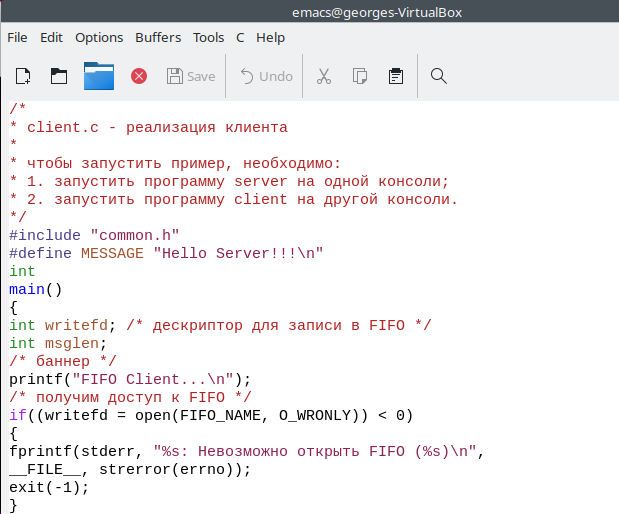 emacs@georges-VirtualBox
File Edit Options Buffers Tools C Help
Save Undo
/*
* client.c - реализация клиента
*
* чтобы запустить пример, необходимо:
* 1. запустить программу server на одной консоли;
* 2. запустить программу client на другой консоли.
*/
#include "common.h"
#define MESSAGE "Hello Server!!!\n"
int
main()
{
int writefd; /* дескриптор для записи в FIFO */
int msglen;
/* баннер */
printf("FIFO Client...\n");
/* получим доступ к FIFO */
if((writefd = open(FIFO_NAME, O_WRONLY)) < 0)
{
fprintf(stderr, "%s: Невозможно открыть FIFO (%s)\n",
__FILE__, strerror(errno));
exit(-1);
}